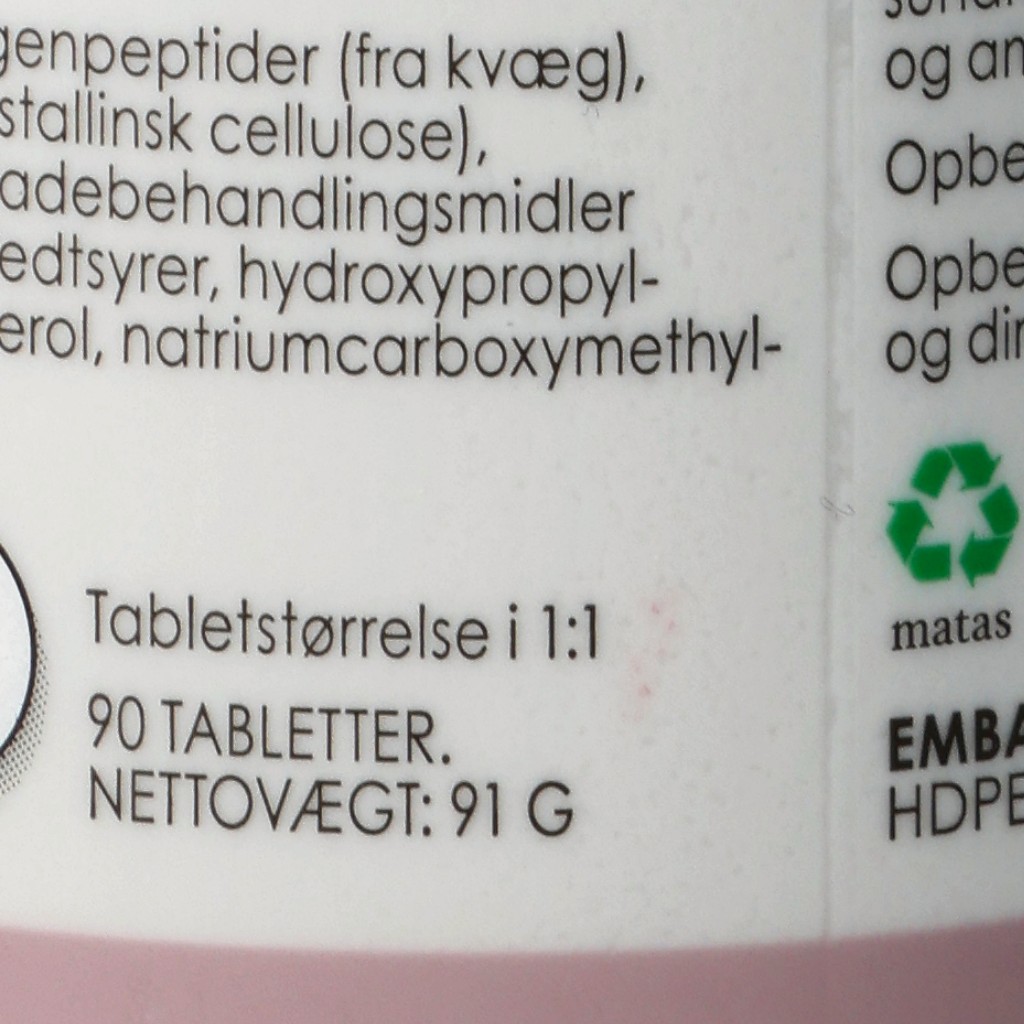 genpeptider (fra kvæg),
stallinsk cellulose),
adebehandlingsmidler
edtsyrer, hydroxypropyl-
erol, natriumcarboxymethyl-
Tabletstørrelse i 1:1
90 TABLETTER.
NETTOVÆGT: 91 G
og an
Opbe
Opbe
og dir
matas
EMBA
HDPE